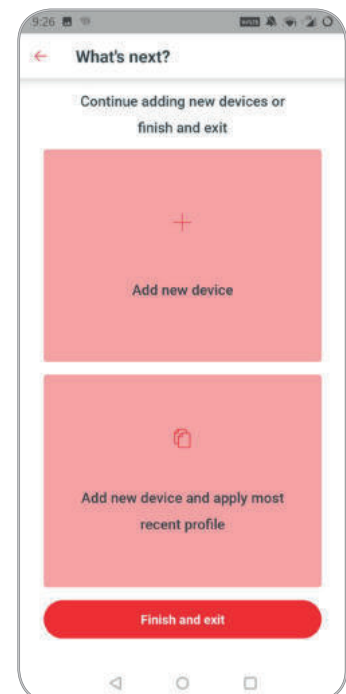 9:26
What's next?
Continue adding new devices or
finish and exit
Add new device
Add new device and apply most
recent profile
Finish and exit